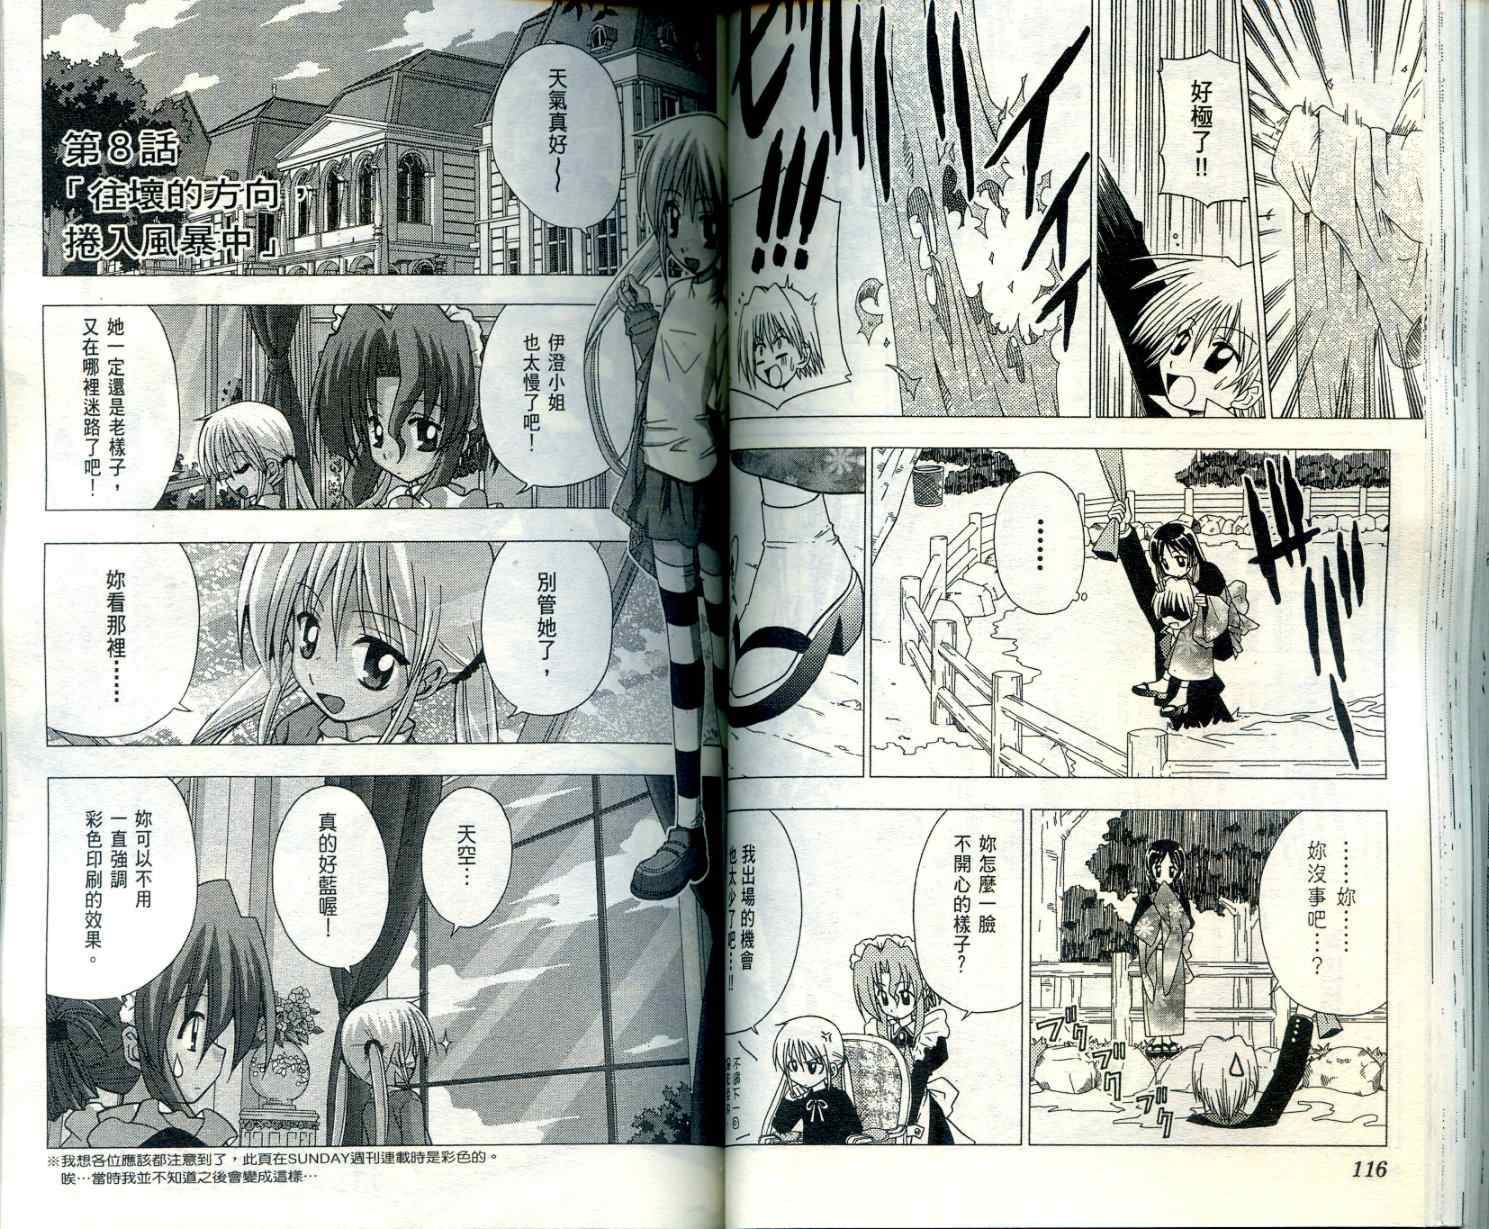 好極了!!
……
……妳……
妳沒事吧…？
ブク
ブク
ブク
妳怎麼一臉
不開心的樣子？
我出場的機會
也太少了吧…!!
116
第8話
「往壞的方向，
捲入風暴中」
天氣真好～
伊澄小姐
也太慢了吧！
她一定還是老樣子，
又在哪裡迷路了吧！
別管她了，
妳看那裡……
天空…
真的好藍喔！
妳可以不用
一直強調
彩色印刷的效果。
※我想各位應該都注意到了，此頁在SUNDAY週刊連載時是彩色的。
唉…當時我並不知道之後會變成這樣…